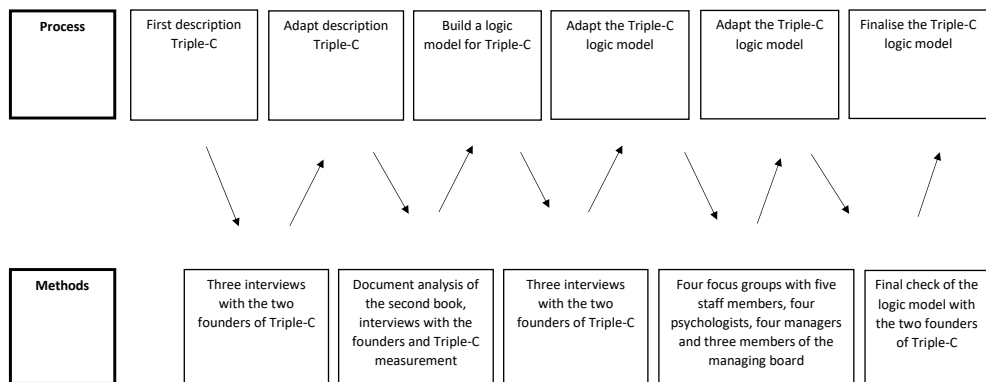 Process
First description
Triple-C
Adapt description
Triple-C
Build a logic
model for Triple-C
Adapt the Triple-C
logic model
Adapt the Triple-C
logic model
Finalise the Triple-C
logic model
Methods
Three interviews
with the two
founders of Triple-C
Document analysis of
the second book,
interviews with the
founders and Triple-C
measurement
Three interviews
with the two
founders of Triple-C
Four focus groups with five
staff members, four
psychologists, four managers
and three members of the
managing board
Final check of the
logic model with
the two founders
of Triple-C